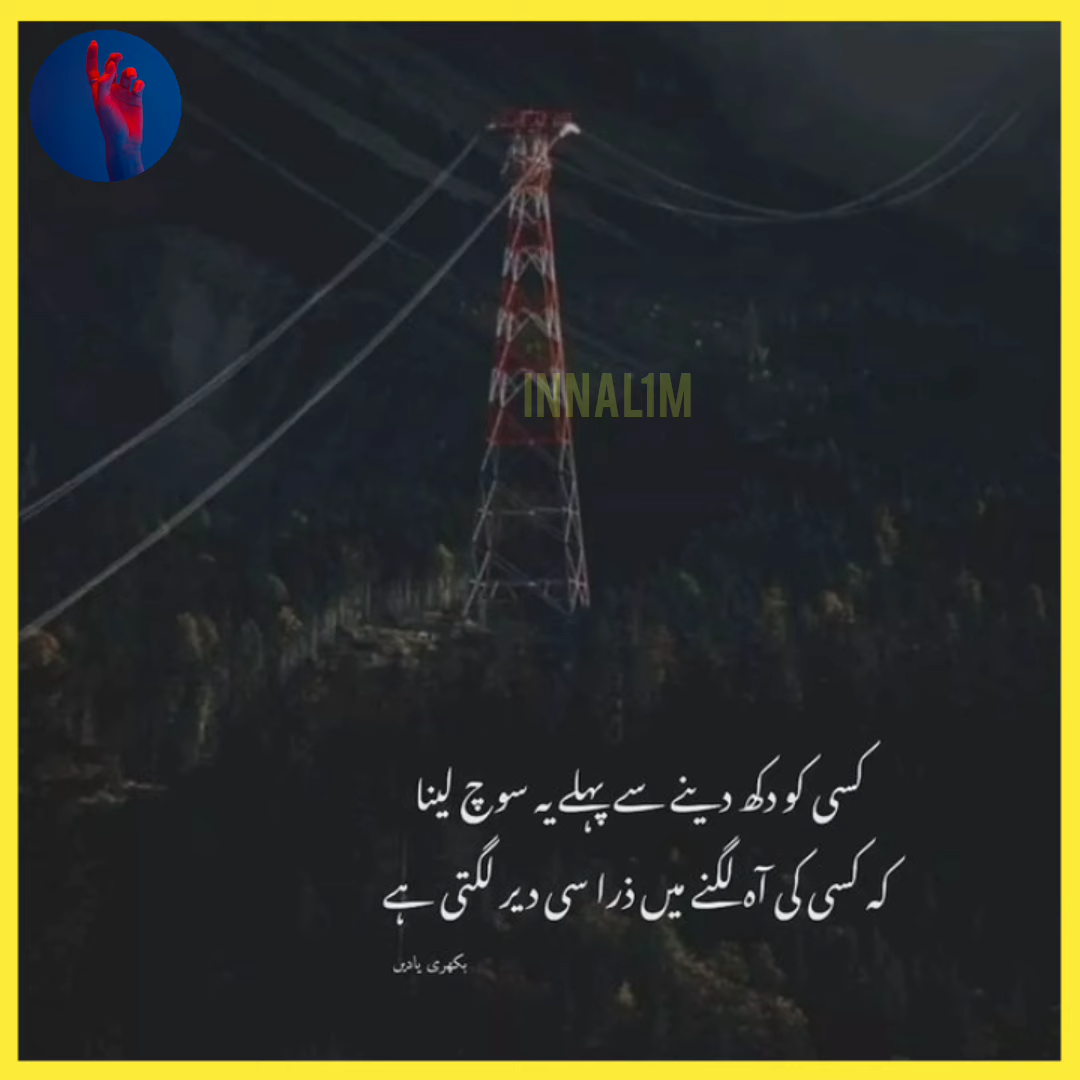 INNAL1M
کسی کو دکھ دینے سے پہلے یہ سوچ لینا
کہ کسی کی آہ لگنے میں ذرا سی دیر لگتی ہے
بکھری یادیں